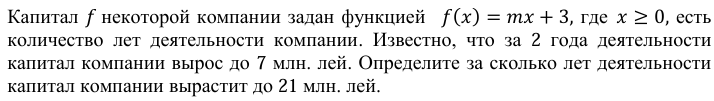 Капитал f некоторой компании задан функцией f(x) = mx + 3, где x ≥ 0, есть
количество лет деятельности компании. Известно, что за 2 года деятельности
капитал компании вырос до 7 млн. лей. Определите за сколько лет деятельности
капитал компании вырастит до 21 млн. лей.